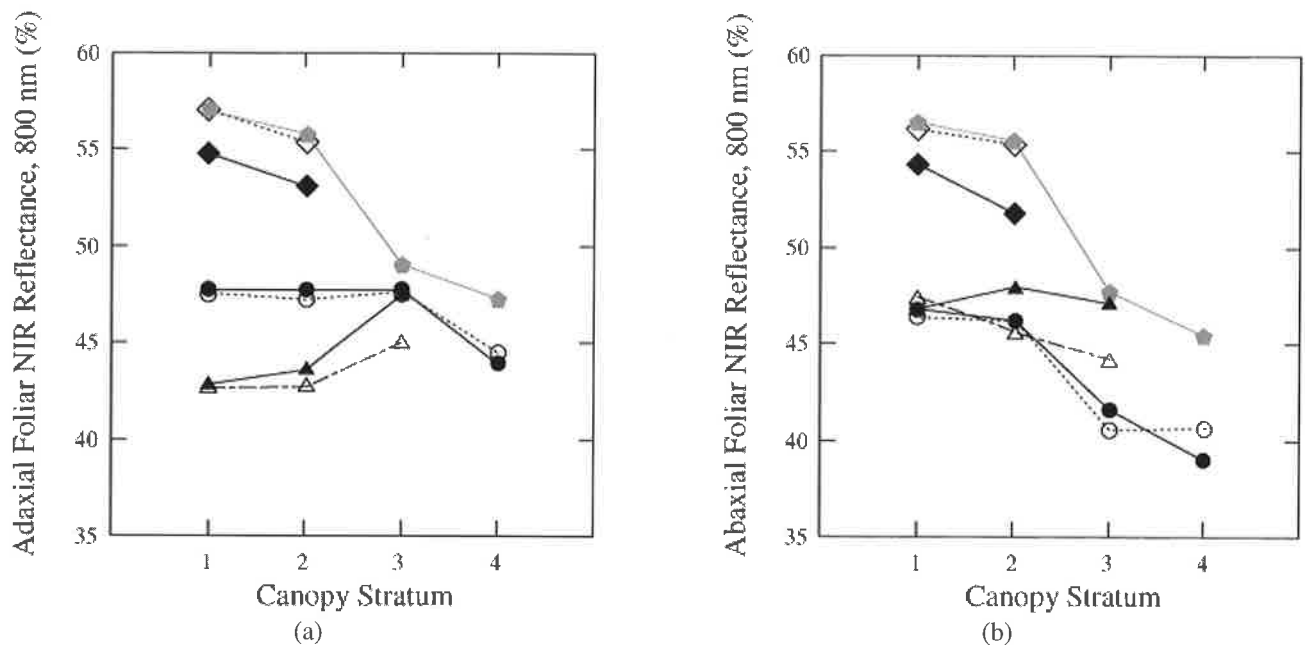 Adaxial Foliar NIR Reflectance, 800 nm (%)
60
55
50
45
40
35
1 2 3 4
Canopy Stratum
(a)
Abaxial Foliar NIR Reflectance, 800 nm (%)
60
55
50
45
40
35
1 2 3 4
Canopy Stratum
(b)